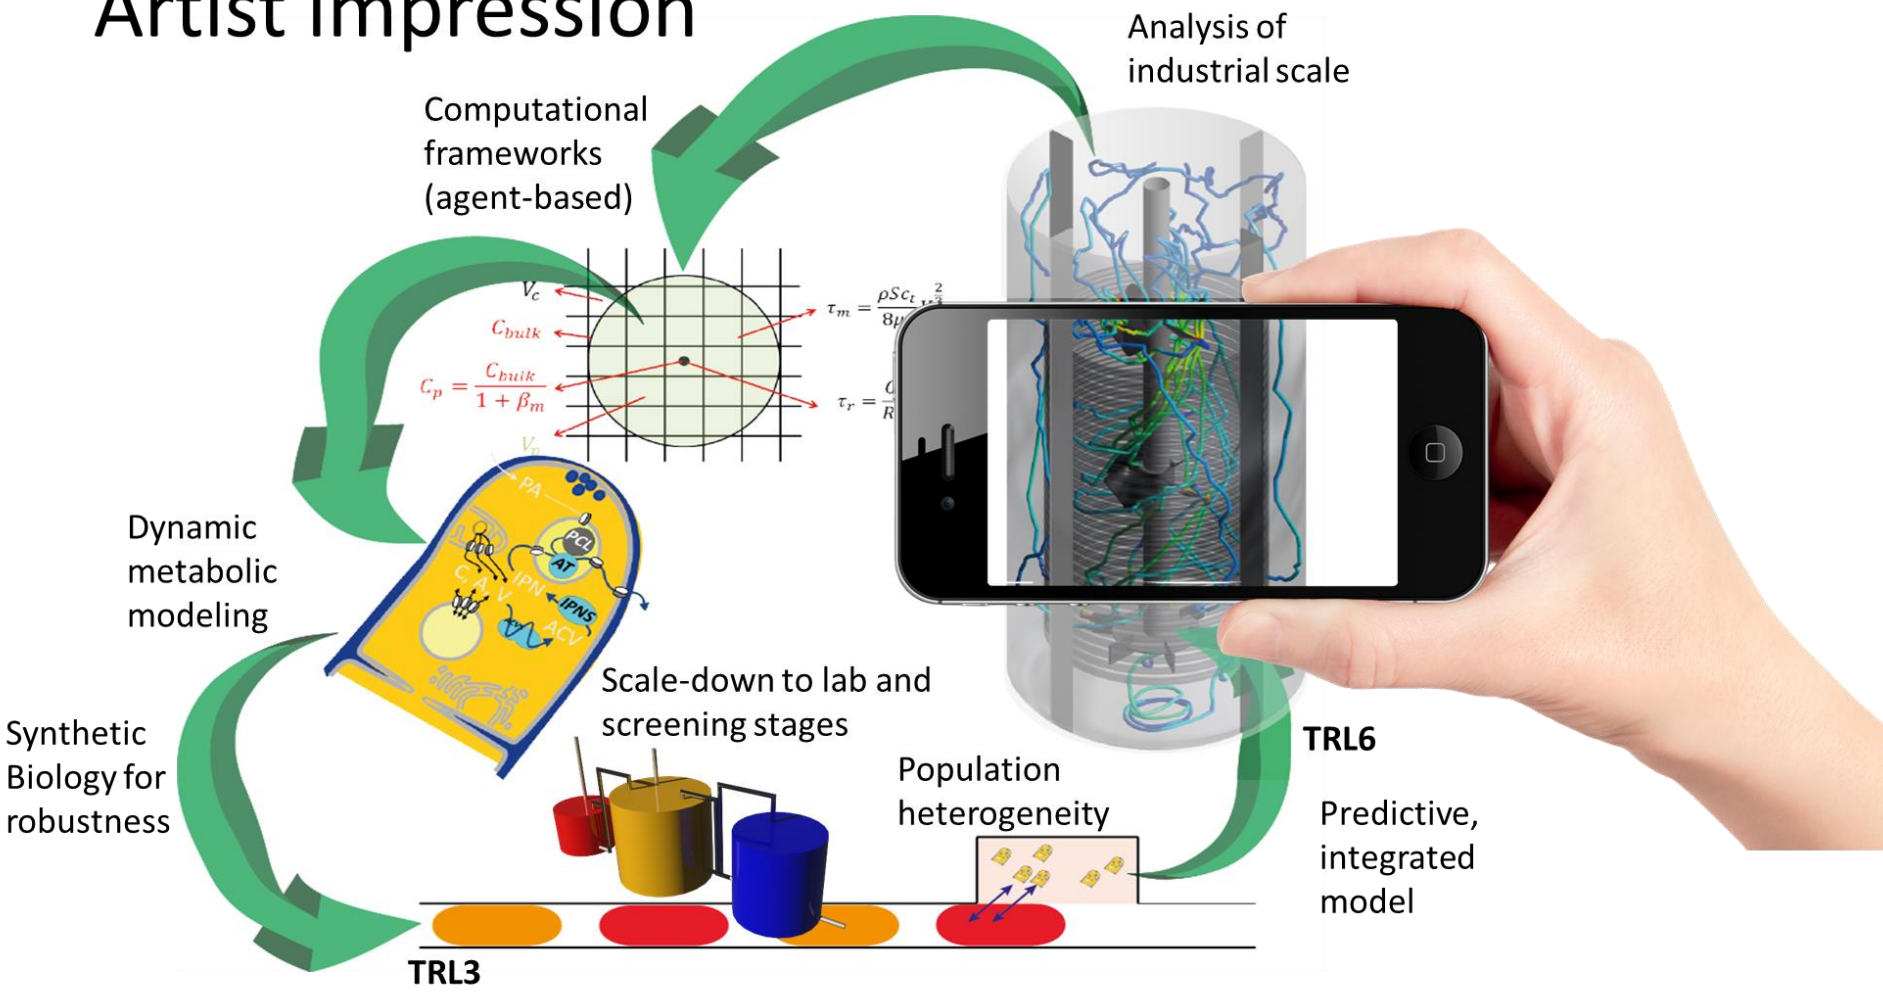 Artist impression
Analysis of
industrial scale
Computational
frameworks
(agent-based)
V_c
C_bulk
C_p = C_bulk / (1 + β_m)
V_p
τ_m = ρSc_t
8μ
2
τ_r =
R
Dynamic
metabolic
modeling
PA
PCL
AT
C, A, V
IPN
IPNS
ACV
Synthetic
Biology for
robustness
Scale-down to lab and
screening stages
Population
heterogeneity
TRL6
Predictive,
integrated
model
TRL3